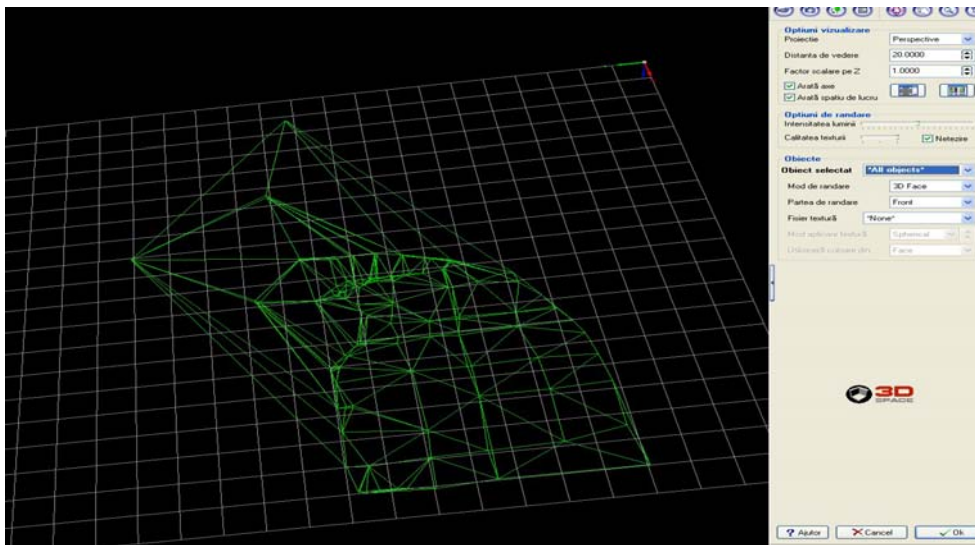 Optiuni vizualizare
Proiectie Perspective
Distanta de vedere 20.0000
Factor scalare pe Z 1.0000
Arată axe
Arată spatiu de lucru
Optiuni de randare
Intensitatea luminii
Calitatea texturii Netezire
Obiecte
Obiect selectat *All objects*
Mod de randare 3D Face
Partea de randare Front
Fisier textură *None*
Mod aplicare textură Spherical
Utilizează culoare din Face
3D
SPACE
? Ajutor Cancel Ok